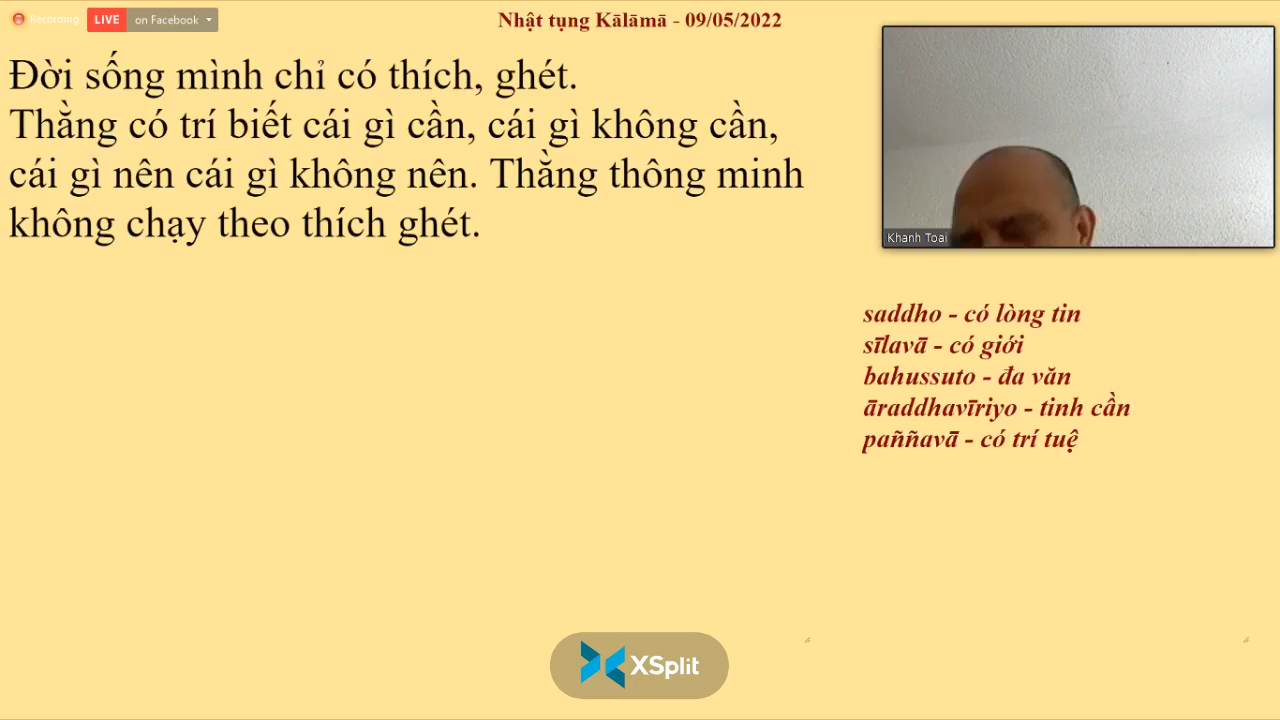 Recording
LIVE on Facebook
Nhật tụng Kālāmā - 09/05/2022
Đời sống mình chỉ có thích, ghét.
Thằng có trí biết cái gì cần, cái gì không cần,
cái gì nên cái gì không nên. Thằng thông minh
không chạy theo thích ghét.
Khanh Toai
saddho - có lòng tin
sīlavā - có giới
bahussuto - đa văn
āraddhavīriyo - tinh cần
paññavā - có trí tuệ
XSplit